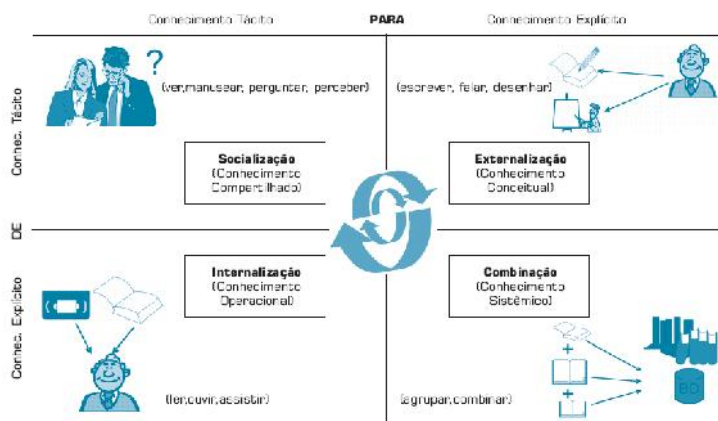 Conhecimento Tácito PARA Conhecimento Explícito
Conhec. Tácito
?
(ver,manusear, perguntar, perceber)
(escrever, falar, desenhar)
Socialização
(Conhecimento
Compartilhado)
Externalização
(Conhecimento
Conceitual)
DE
Internalização
(Conhecimento
Operacional)
Combinação
(Conhecimento
Sistêmico)
Conhec. Explícito
+
+
BD
(ler,ouvir,assistir)
(agrupar,combinar)